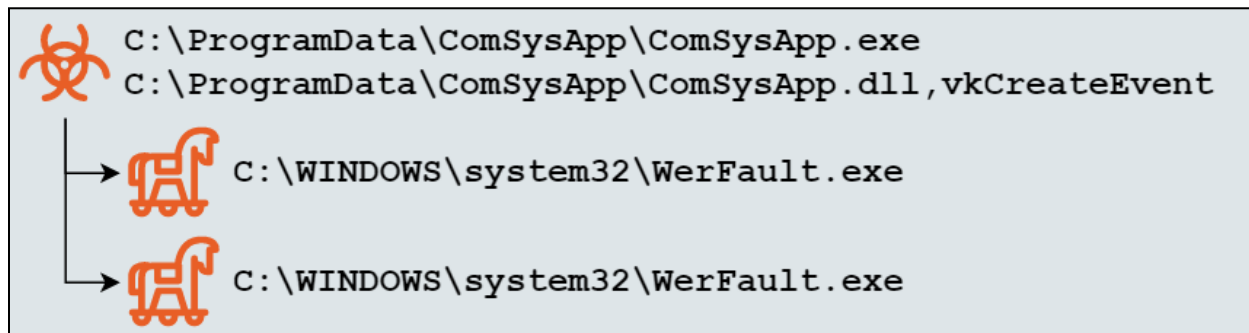 C:\ProgramData\ComSysApp\ComSysApp.exe
C:\ProgramData\ComSysApp\ComSysApp.dll,vkCreateEvent
C:\WINDOWS\system32\WerFault.exe
C:\WINDOWS\system32\WerFault.exe